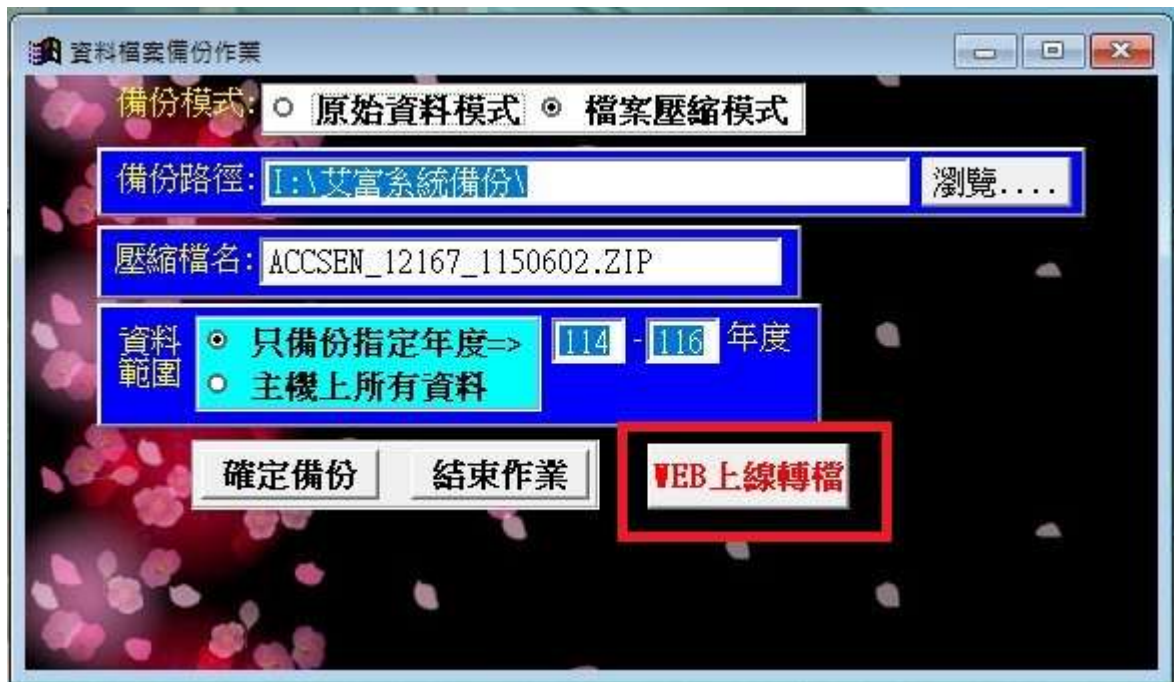 資料檔案備份作業
備份模式: 原始資料模式 檔案壓縮模式
備份路徑: I:\艾富系統備份\ 瀏覽....
壓縮檔名: ACCSEN_12167_1150602.ZIP
資料範圍
只備份指定年度=> 114 - 116 年度
主機上所有資料
確定備份 結束作業 WEB上線轉檔